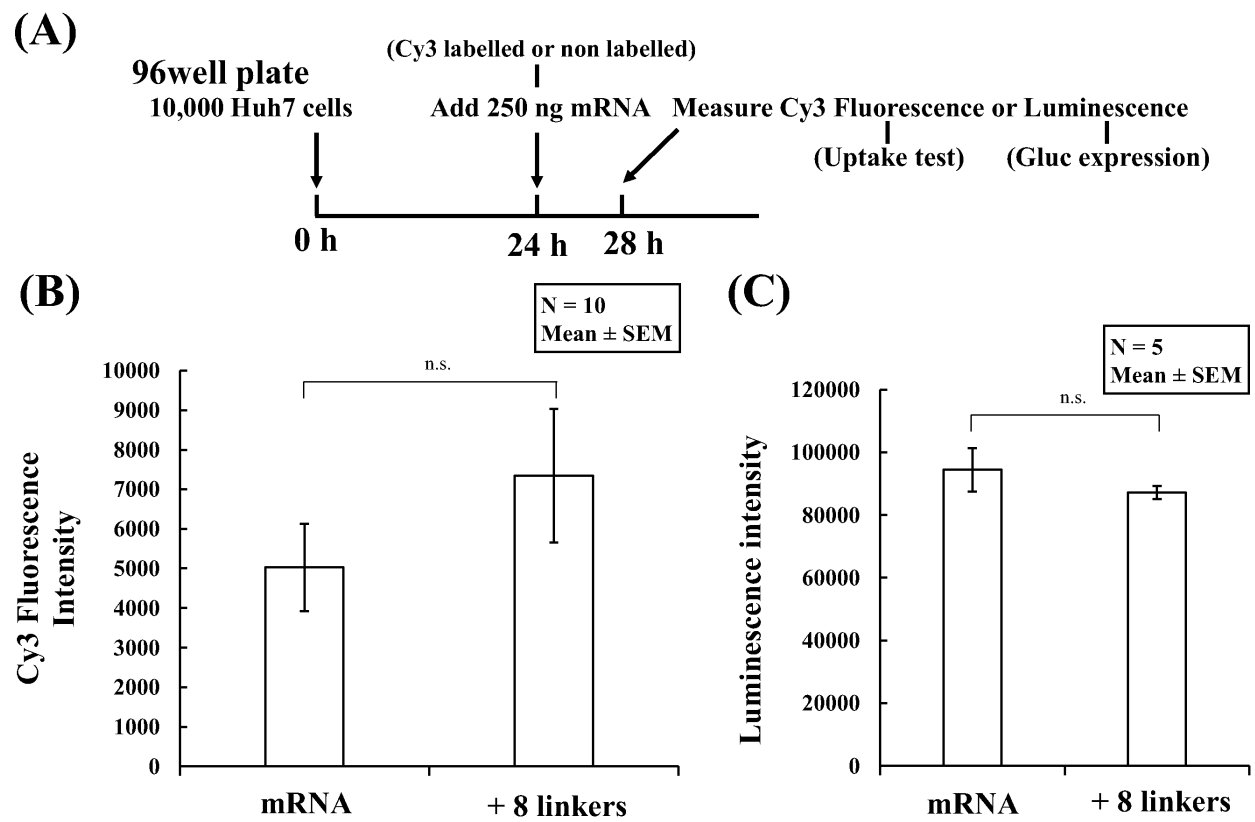 (A)
(Cy3 labelled or non labelled)
96well plate
10,000 Huh7 cells
Add 250 ng mRNA
Measure Cy3 Fluorescence or Luminescence
(Uptake test)
(Gluc expression)
0 h
24 h
28 h
(B)
N = 10
Mean ± SEM
n.s.
10000
9000
8000
7000
6000
5000
4000
3000
2000
1000
0
Cy3 Fluorescence
Intensity
mRNA
+ 8 linkers
(C)
N = 5
Mean ± SEM
n.s.
120000
100000
80000
60000
40000
20000
0
Luminescence intensity
mRNA
+ 8 linkers